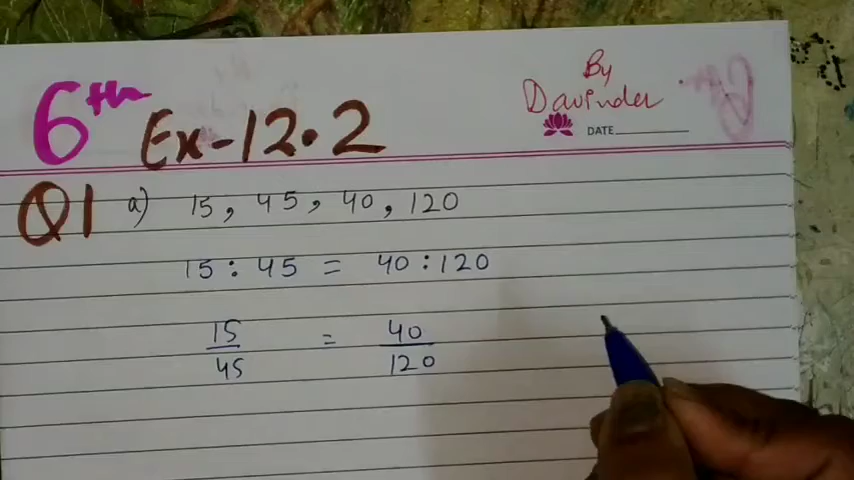 6th Ex-12.2
By
Davinder
DATE
Q1 a) 15, 45, 40, 120
15 : 45 = 40 : 120
15/45 = 40/120